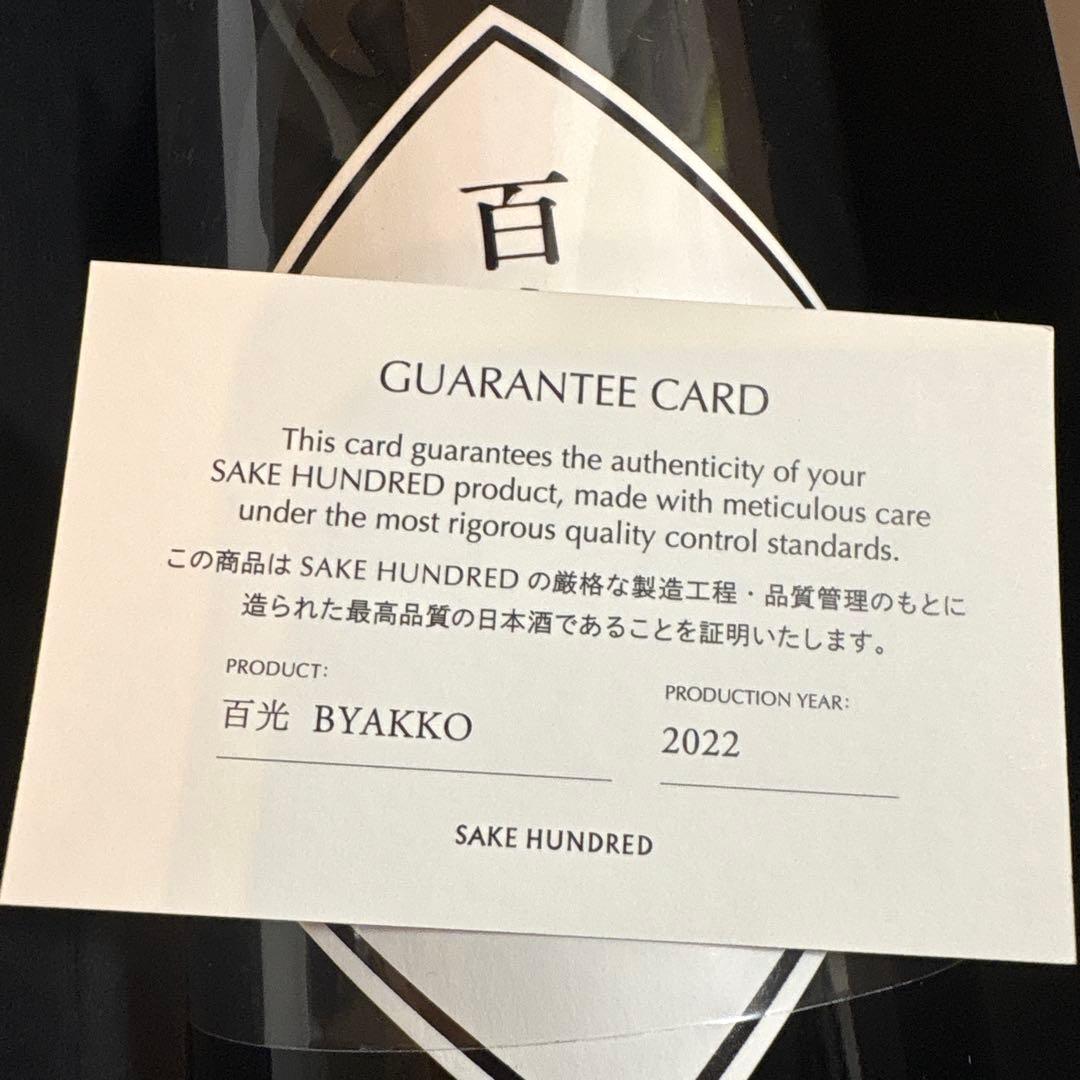 百
GUARANTEE CARD
This card guarantees the authenticity of your
SAKE HUNDRED product, made with meticulous care
under the most rigorous quality control standards.
この商品は SAKE HUNDRED の厳格な製造工程・品質管理のもとに
造られた最高品質の日本酒であることを証明いたします。
PRODUCT:
百光 BYAKKO
PRODUCTION YEAR:
2022
SAKE HUNDRED